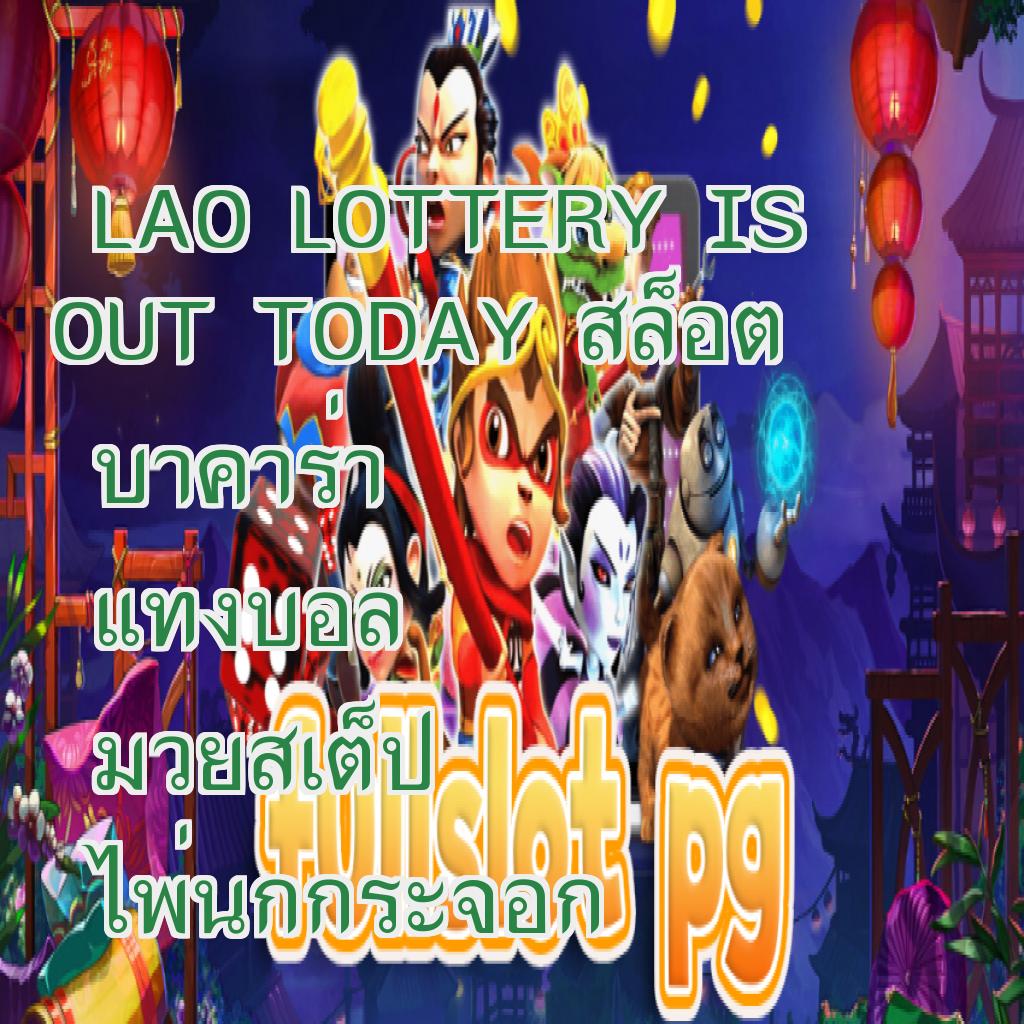 LAO LOTTERY IS
OUT TODAY สล็อต
บาคาร่า
แทงบอล
มวยสเต็ป
ไพ่นกกระจอก
fullslot pg